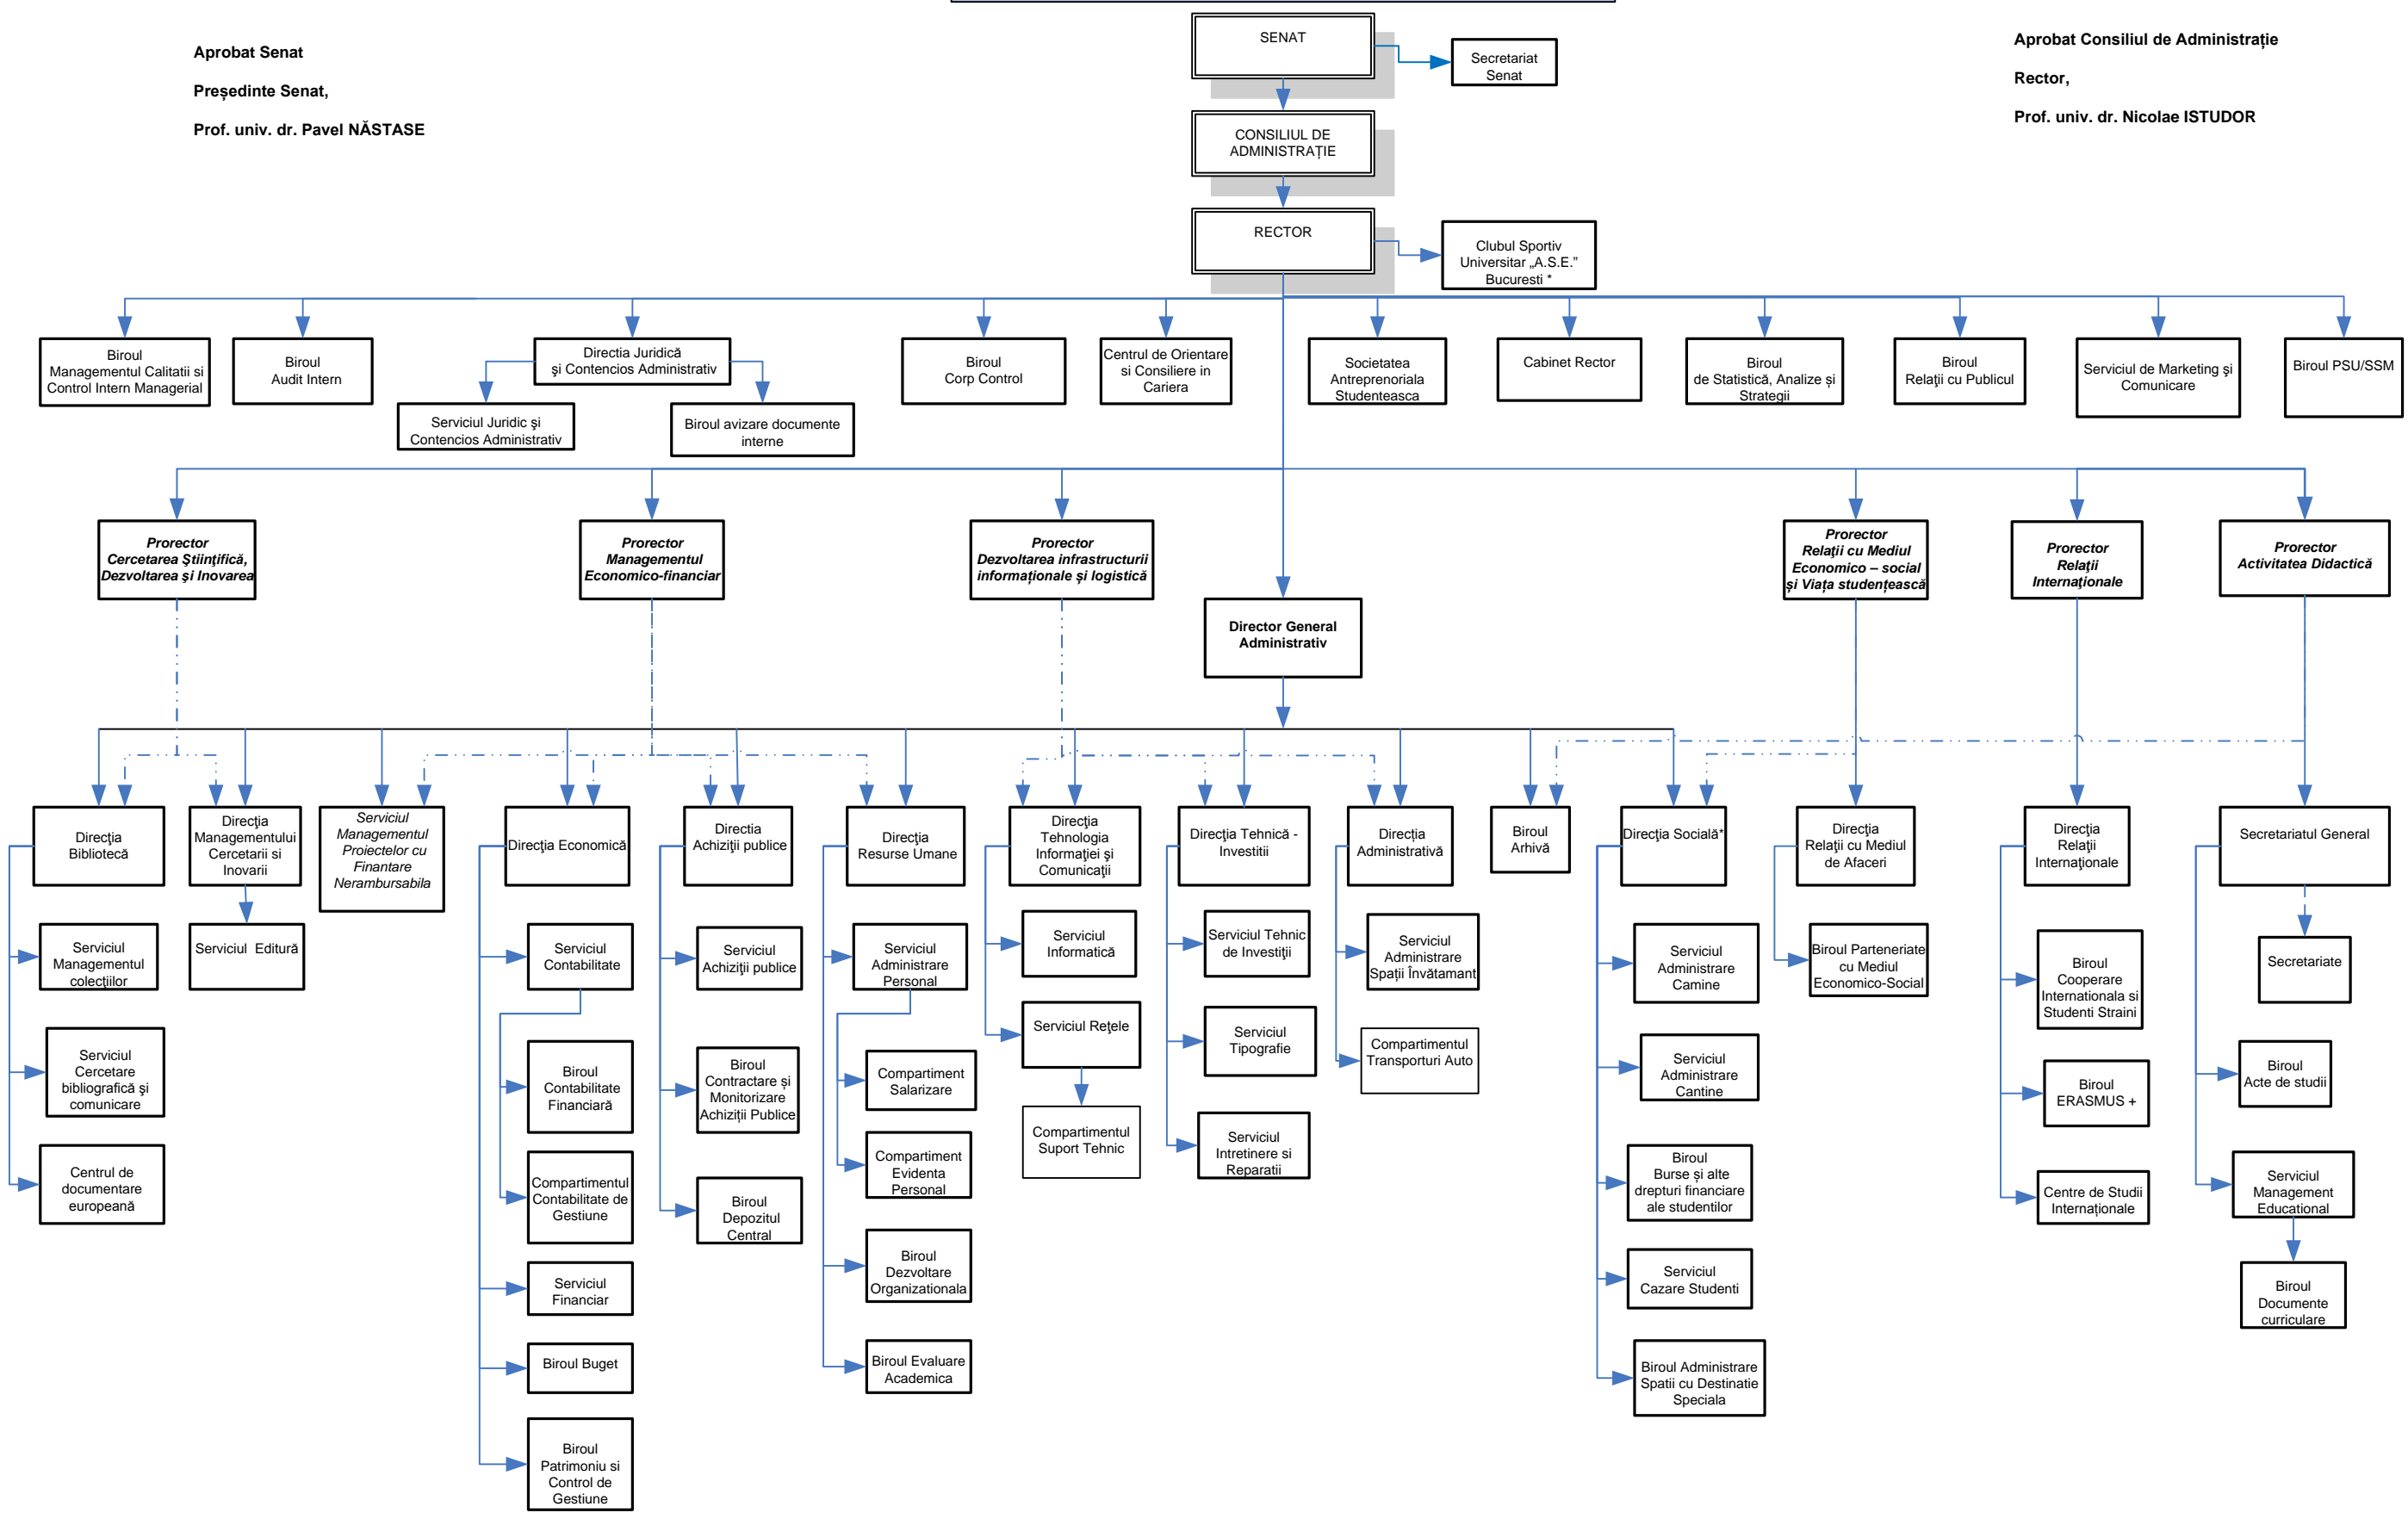 Aprobat Senat
Președinte Senat,
Prof. univ. dr. Pavel NĂSTASE
SENAT
Secretariat
Senat
Aprobat Consiliul de Administrație
Rector,
Prof. univ. dr. Nicolae ISTUDOR
CONSILIUL DE
ADMINISTRAȚIE
RECTOR
Clubul Sportiv
Universitar „A.S.E.”
Bucuresti *
Biroul
Managementul Calitatii si
Control Intern Managerial
Biroul
Audit Intern
Directia Juridică
şi Contencios Administrativ
Serviciul Juridic şi
Contencios Administrativ
Biroul avizare documente
interne
Biroul
Corp Control
Centrul de Orientare
si Consiliere in
Cariera
Societatea
Antreprenoriala
Studenteasca
Cabinet Rector
Biroul
de Statistică, Analize și
Strategii
Biroul
Relaţii cu Publicul
Serviciul de Marketing şi
Comunicare
Biroul PSU/SSM
Prorector
Cercetarea Ştiinţifică,
Dezvoltarea şi Inovarea
Prorector
Managementul
Economico-financiar
Prorector
Dezvoltarea infrastructurii
informaționale și logistică
Director General
Administrativ
Prorector
Relaţii cu Mediul
Economico – social
și Viața studențească
Prorector
Relaţii
Internaţionale
Prorector
Activitatea Didactică
Direcţia
Bibliotecă
Serviciul
Managementul
colecţiilor
Serviciul
Cercetare
bibliografică şi
comunicare
Centrul de
documentare
europeană
Direcţia
Managementului
Cercetarii si
Inovarii
Serviciul Editură
Serviciul
Managementul
Proiectelor cu
Finantare
Nerambursabila
Direcţia Economică
Serviciul
Contabilitate
Biroul
Contabilitate
Financiară
Compartimentul
Contabilitate de
Gestiune
Serviciul
Financiar
Biroul Buget
Biroul
Patrimoniu si
Control de
Gestiune
Directia
Achiziţii publice
Serviciul
Achiziţii publice
Biroul
Contractare și
Monitorizare
Achiziții Publice
Biroul
Depozitul
Central
Direcţia
Resurse Umane
Serviciul
Administrare
Personal
Compartiment
Salarizare
Compartiment
Evidenta
Personal
Biroul
Dezvoltare
Organizationala
Biroul Evaluare
Academica
Direcţia
Tehnologia
Informaţiei şi
Comunicaţii
Serviciul
Informatică
Serviciul Reţele
Compartimentul
Suport Tehnic
Direcţia Tehnică -
Investitii
Serviciul Tehnic
de Investiţii
Serviciul
Tipografie
Serviciul
Intretinere si
Reparatii
Direcția
Administrativă
Serviciul
Administrare
Spații Învătamant
Compartimentul
Transporturi Auto
Biroul
Arhivă
Direcţia Socială*
Serviciul
Administrare
Camine
Serviciul
Administrare
Cantine
Biroul
Burse și alte
drepturi financiare
ale studentilor
Serviciul
Cazare Studenti
Biroul Administrare
Spatii cu Destinatie
Speciala
Direcţia
Relaţii cu Mediul
de Afaceri
Biroul Parteneriate
cu Mediul
Economico-Social
Direcţia
Relaţii
Internaţionale
Biroul
Cooperare
Internationala si
Studenti Straini
Biroul
ERASMUS +
Centre de Studii
Internționale
Secretariatul General
Secretariate
Biroul
Acte de studii
Serviciul
Management
Educational
Biroul
Documente
curriculare